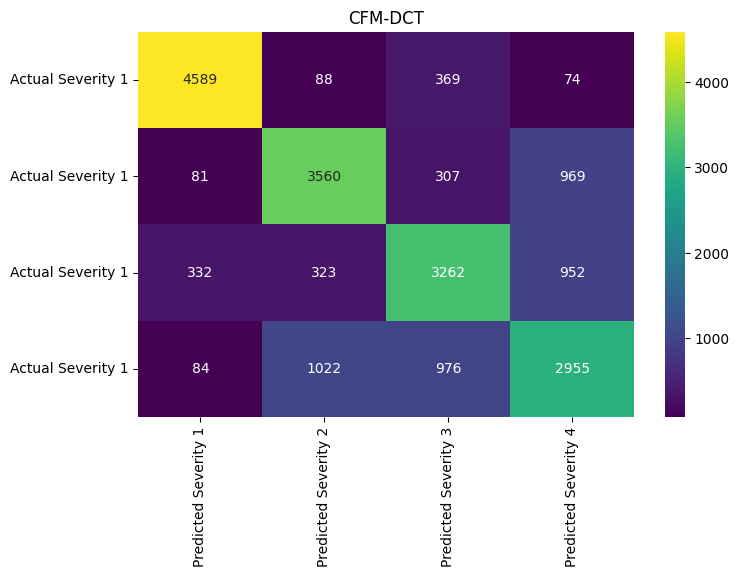 CFM-DCT
Actual Severity 1 4589 88 369 74
Actual Severity 1 81 3560 307 969
Actual Severity 1 332 323 3262 952
Actual Severity 1 84 1022 976 2955
Predicted Severity 1
Predicted Severity 2
Predicted Severity 3
Predicted Severity 4
4000
3000
2000
1000